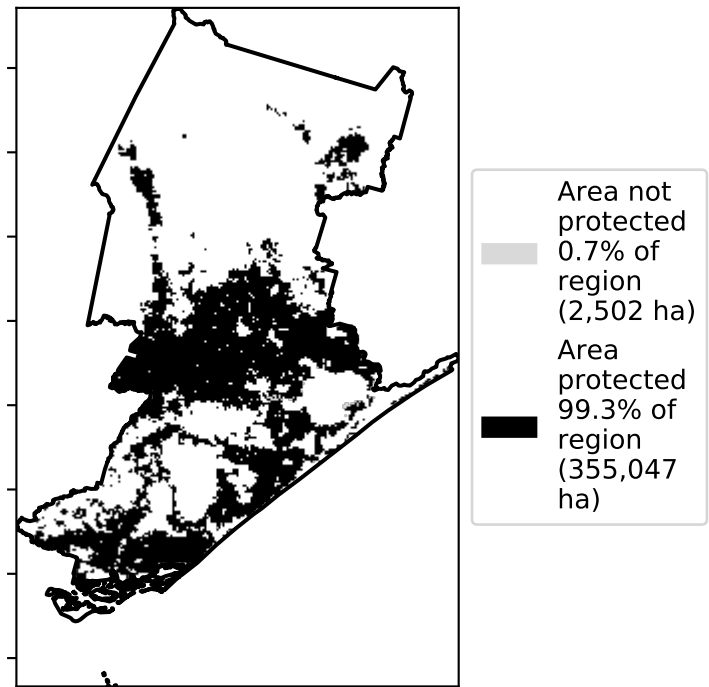 Area not
protected
0.7% of
region
(2,502 ha)
Area
protected
99.3% of
region
(355,047
ha)